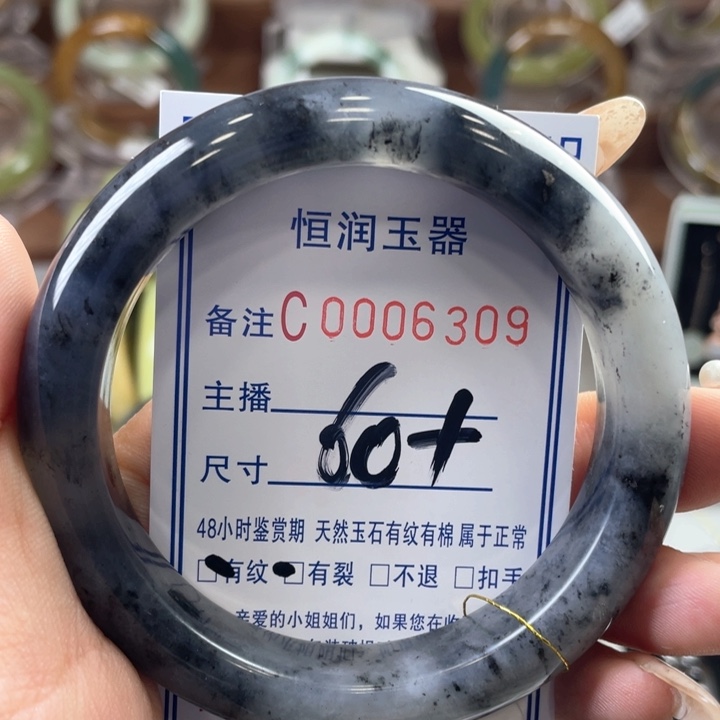 恒润玉器
备注C0006309
主播
尺寸 60+
48小时鉴赏期 天然玉石有纹有棉 属于正常
□有纹 □有裂 □不退 □扣手
亲爱的小姐姐们，如果您在收